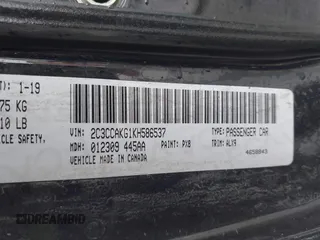 T): 1-19
75 KG
10 LB
ICLE SAFETY,
VIN: 2C3CCAKG1KH586537
TYPE: PASSENGER CAR
MDH: 012309 445AA
PAINT: PX8
TRIM: ALX9
VEHICLE MADE IN CANADA
4658843
DREAMBID